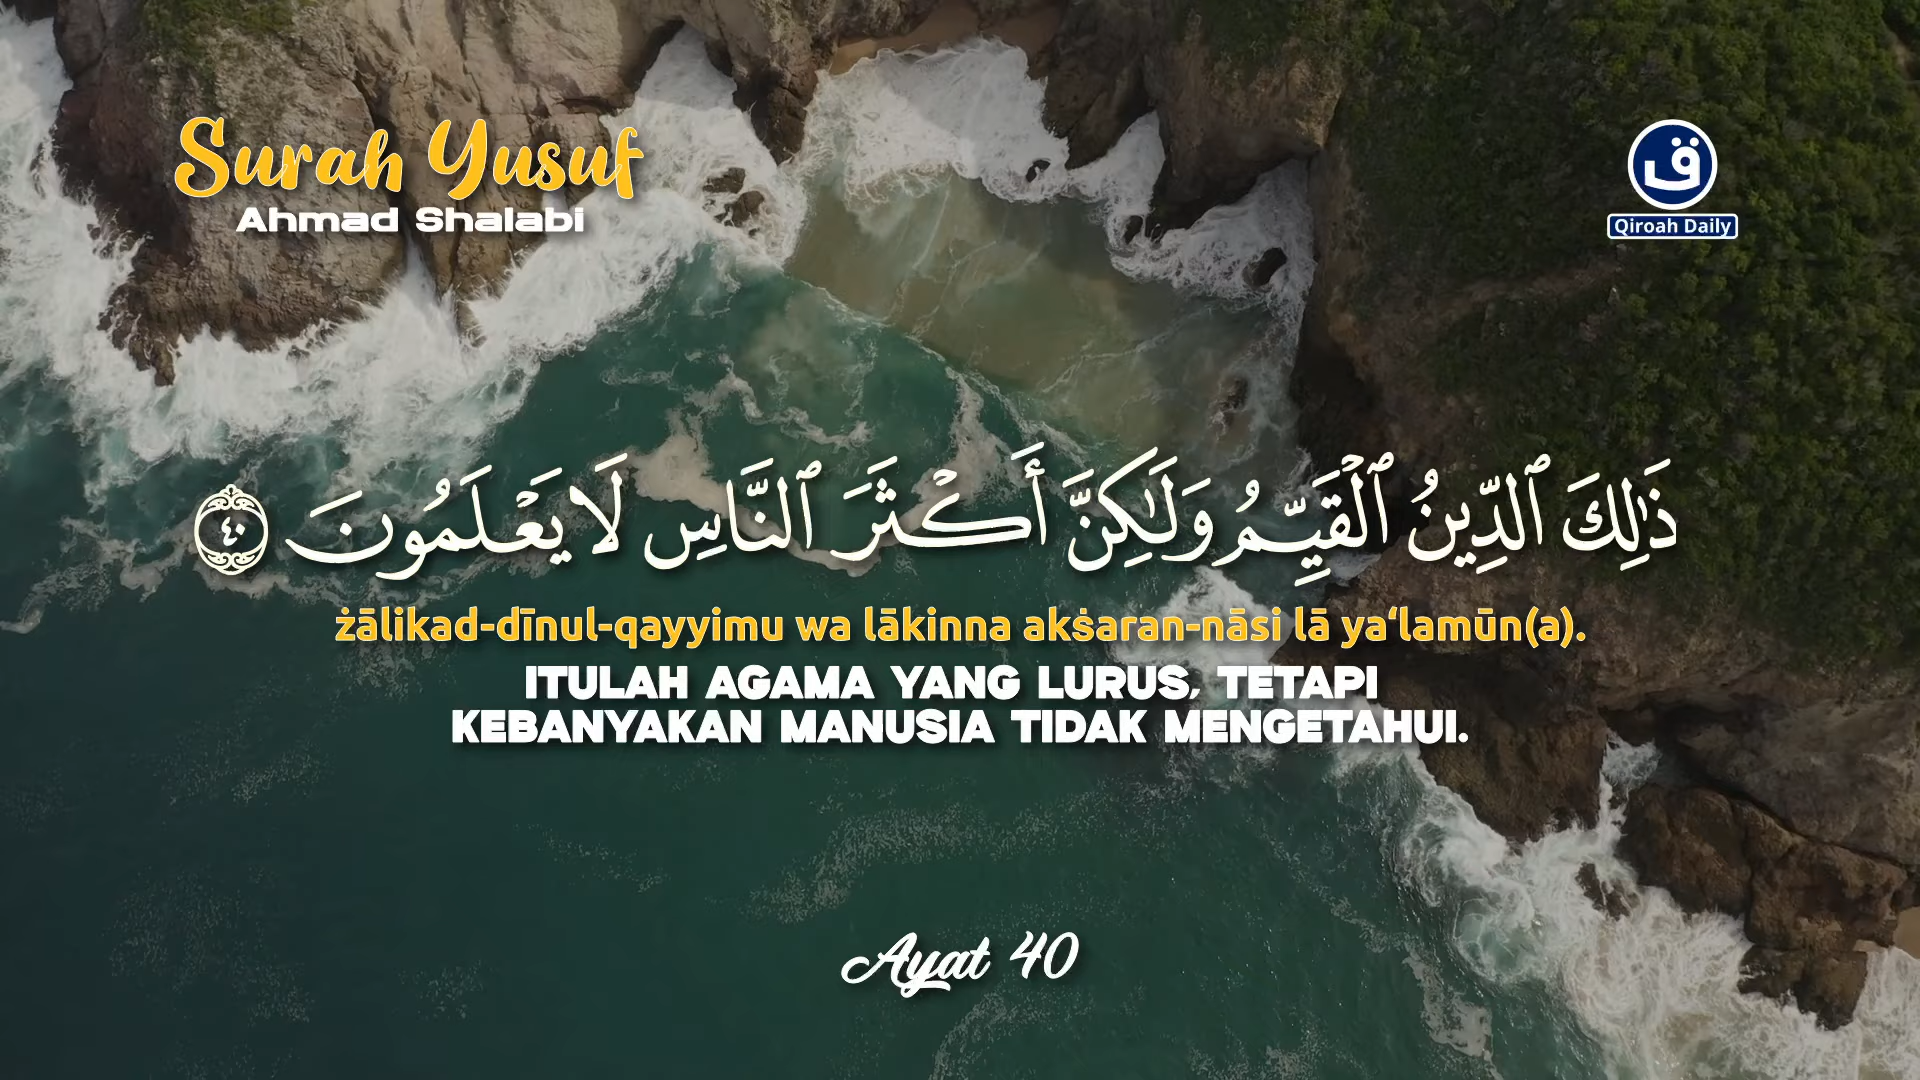 Surah Yusuf
Ahmad Shalabi
ق
Qiroah Daily
ذَٰلِكَ ٱلدِّينُ ٱلْقَيِّمُ وَلَـٰكِنَّ أَكْثَرَ ٱلنَّاسِ لَا يَعْلَمُونَ ٤٠
żālikad-dīnul-qayyimu wa lākinna akṡaran-nāsi lā ya‘lamūn(a).
ITULAH AGAMA YANG LURUS, TETAPI
KEBANYAKAN MANUSIA TIDAK MENGETAHUI.
Ayat 40